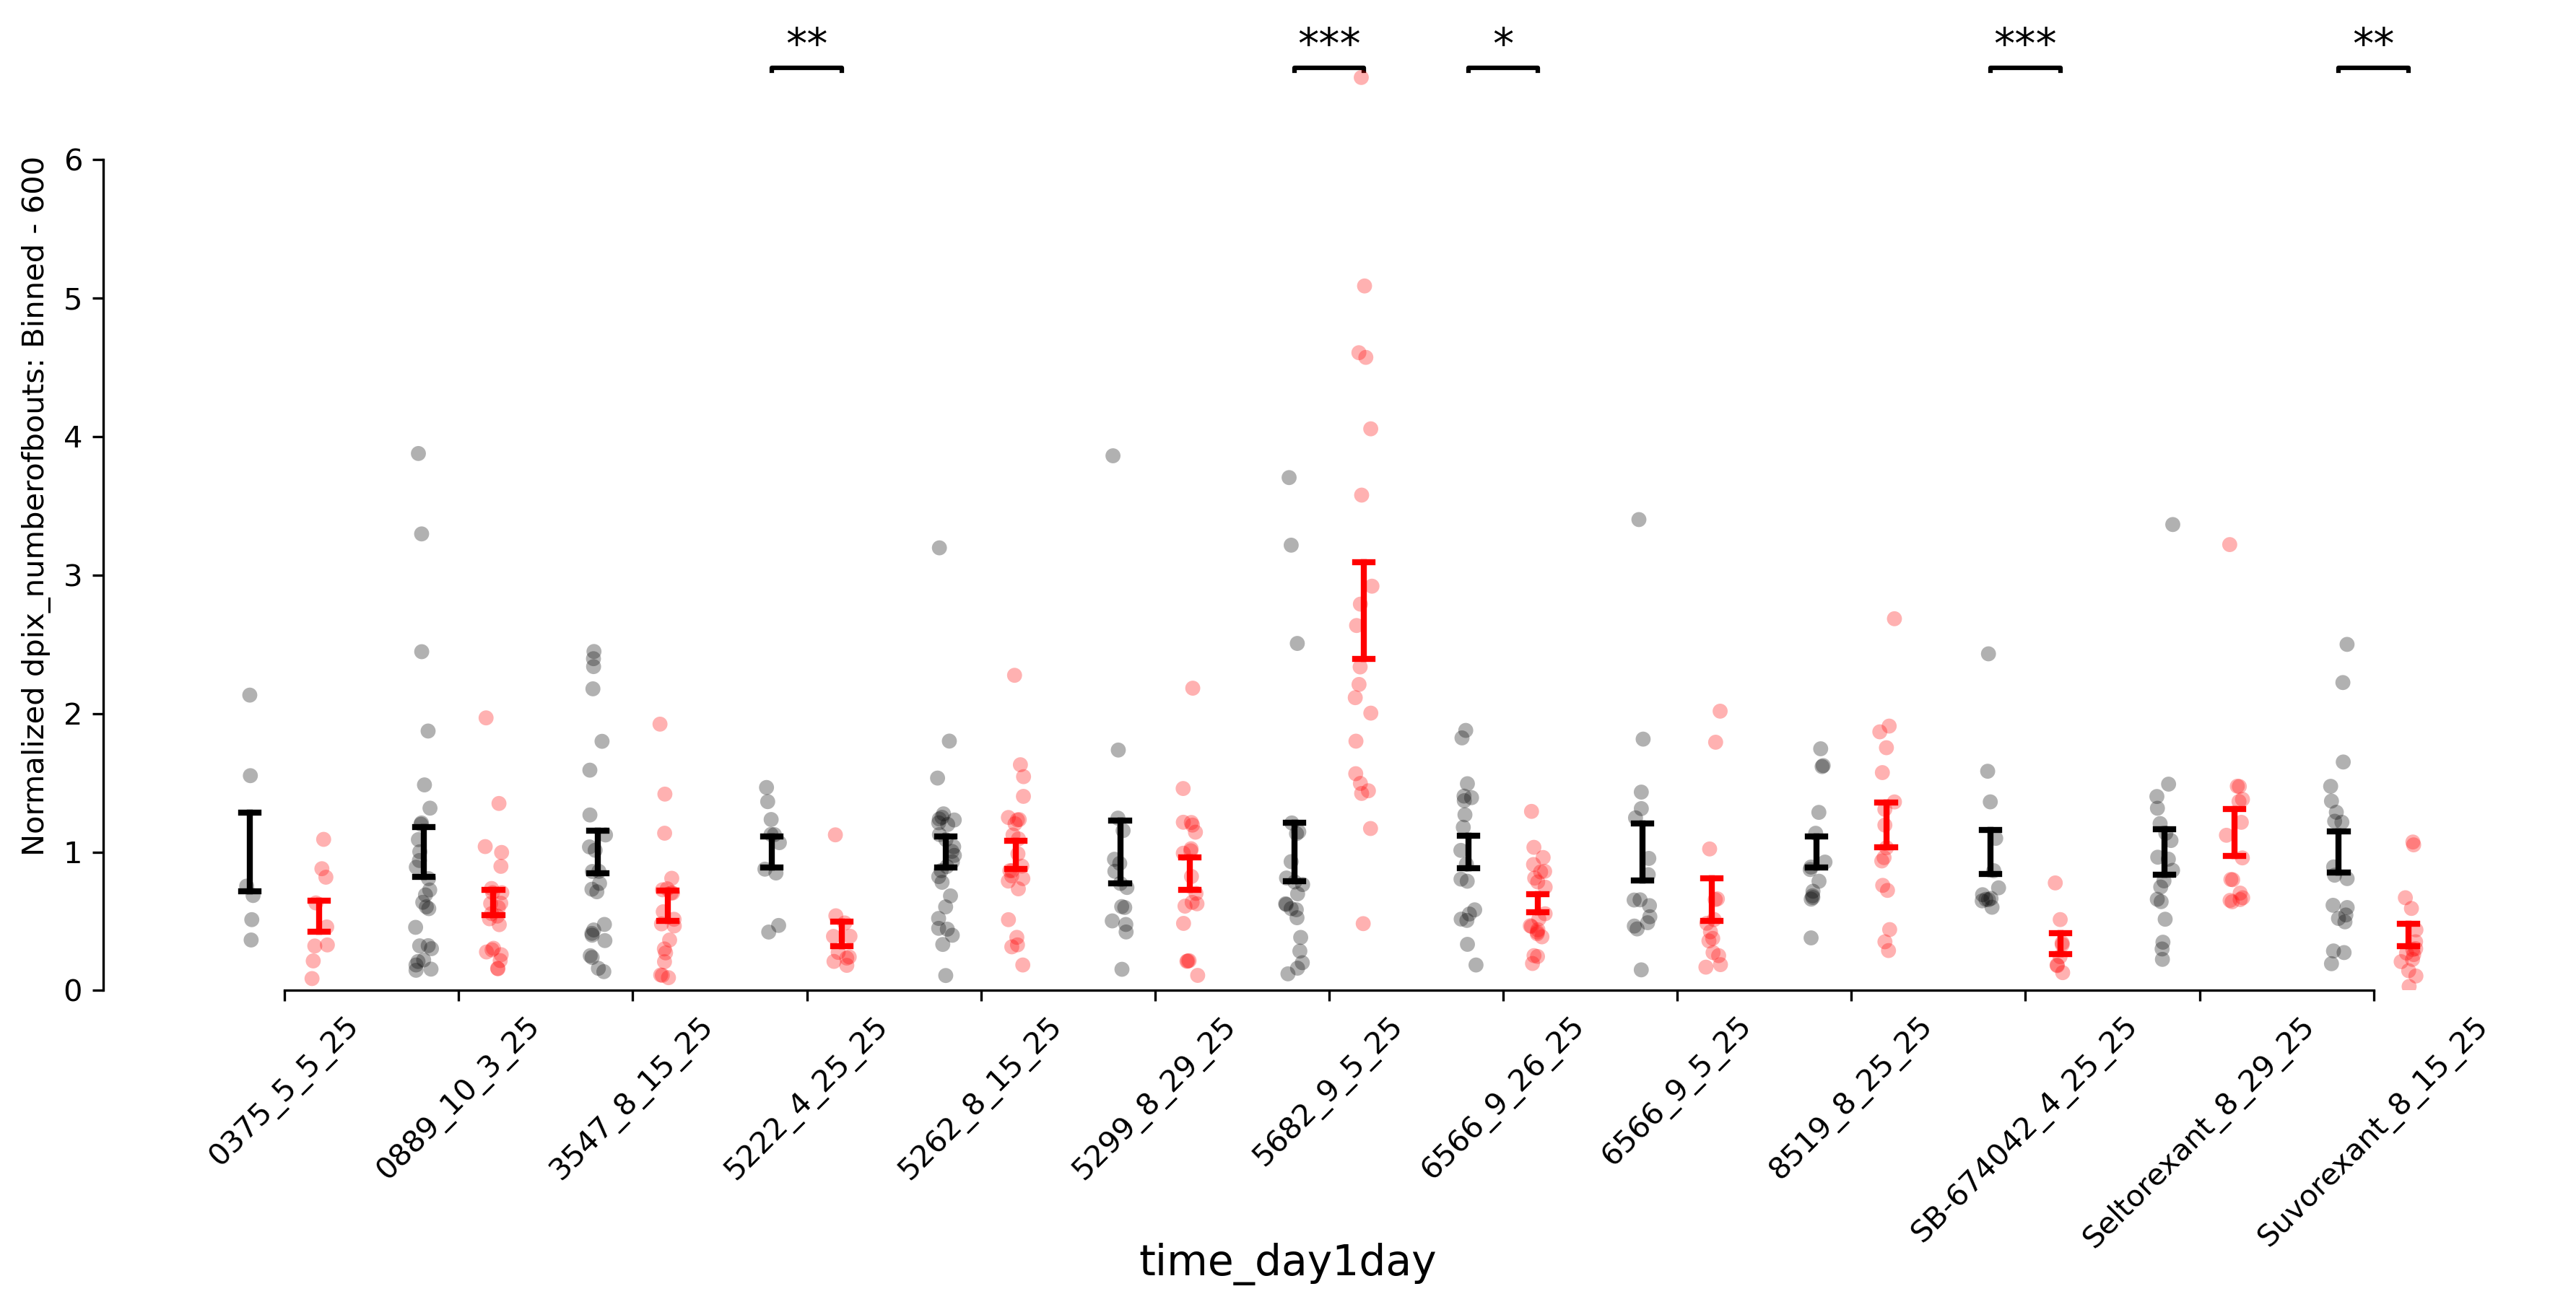 ** *** * *** **
Normalized dpix_numberofbouts: Binned - 600
6
5
4
3
2
1
0
0375_5_5_25
0889_10_3_25
3547_8_15_25
5222_4_25_25
5262_8_15_25
5299_8_29_25
5682_9_5_25
6566_9_26_25
6566_9_5_25
8519_8_25_25
SB-674042_4_25_25
Seltorexant_8_29_25
Suvorexant_8_15_25
time_day1day